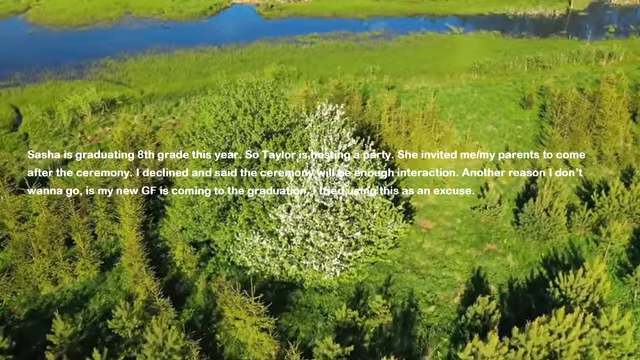 Sasha is graduating 8th grade this year. So Taylor is hosting a party. She invited me/my parents to come
after the ceremony. I declined and said the ceremony will be enough interaction. Another reason I don't
wanna go, is my new GF is coming to the graduation. I tried using this as an excuse.